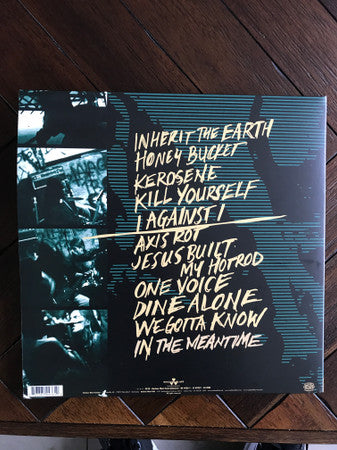 INHERIT THE EARTH
HONEY BUCKET
KEROSENE
KILL YOURSELF
I AGAINST I
AXIS ROT
JESUS BUILT
MY HOTROD
ONE VOICE
DINE ALONE
WE GOTTA KNOW
IN THE MEANTIME